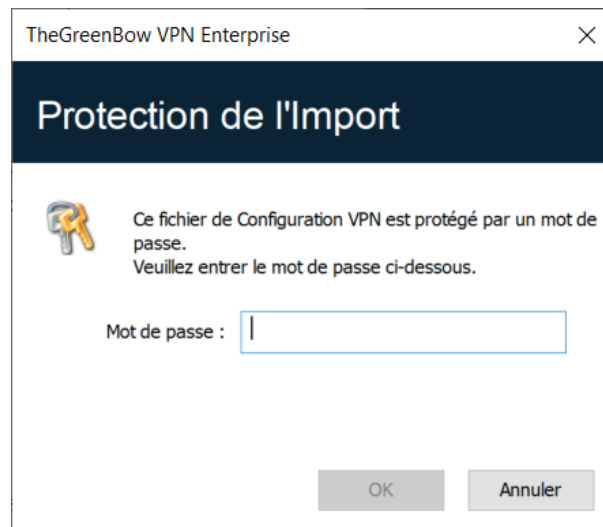 TheGreenBow VPN Enterprise
Protection de l'Import
Ce fichier de Configuration VPN est protégé par un mot de
passe.
Veuillez entrer le mot de passe ci-dessous.
Mot de passe :
OK
Annuler